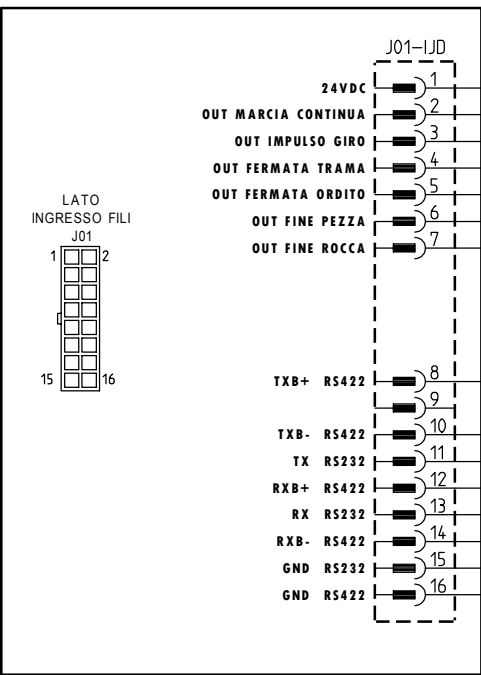 J01-IJD
24VDC 1
OUT MARCIA CONTINUA 2
OUT IMPULSO GIRO 3
OUT FERMATA TRAMA 4
OUT FERMATA ORDITO 5
OUT FINE PEZZA 6
OUT FINE ROCCA 7
LATO
INGRESSO FILI
J01
1 2
15 16
TXB+ RS422 8
9
TXB- RS422 10
TX RS232 11
RXB+ RS422 12
RX RS232 13
RXB- RS422 14
GND RS232 15
GND RS422 16